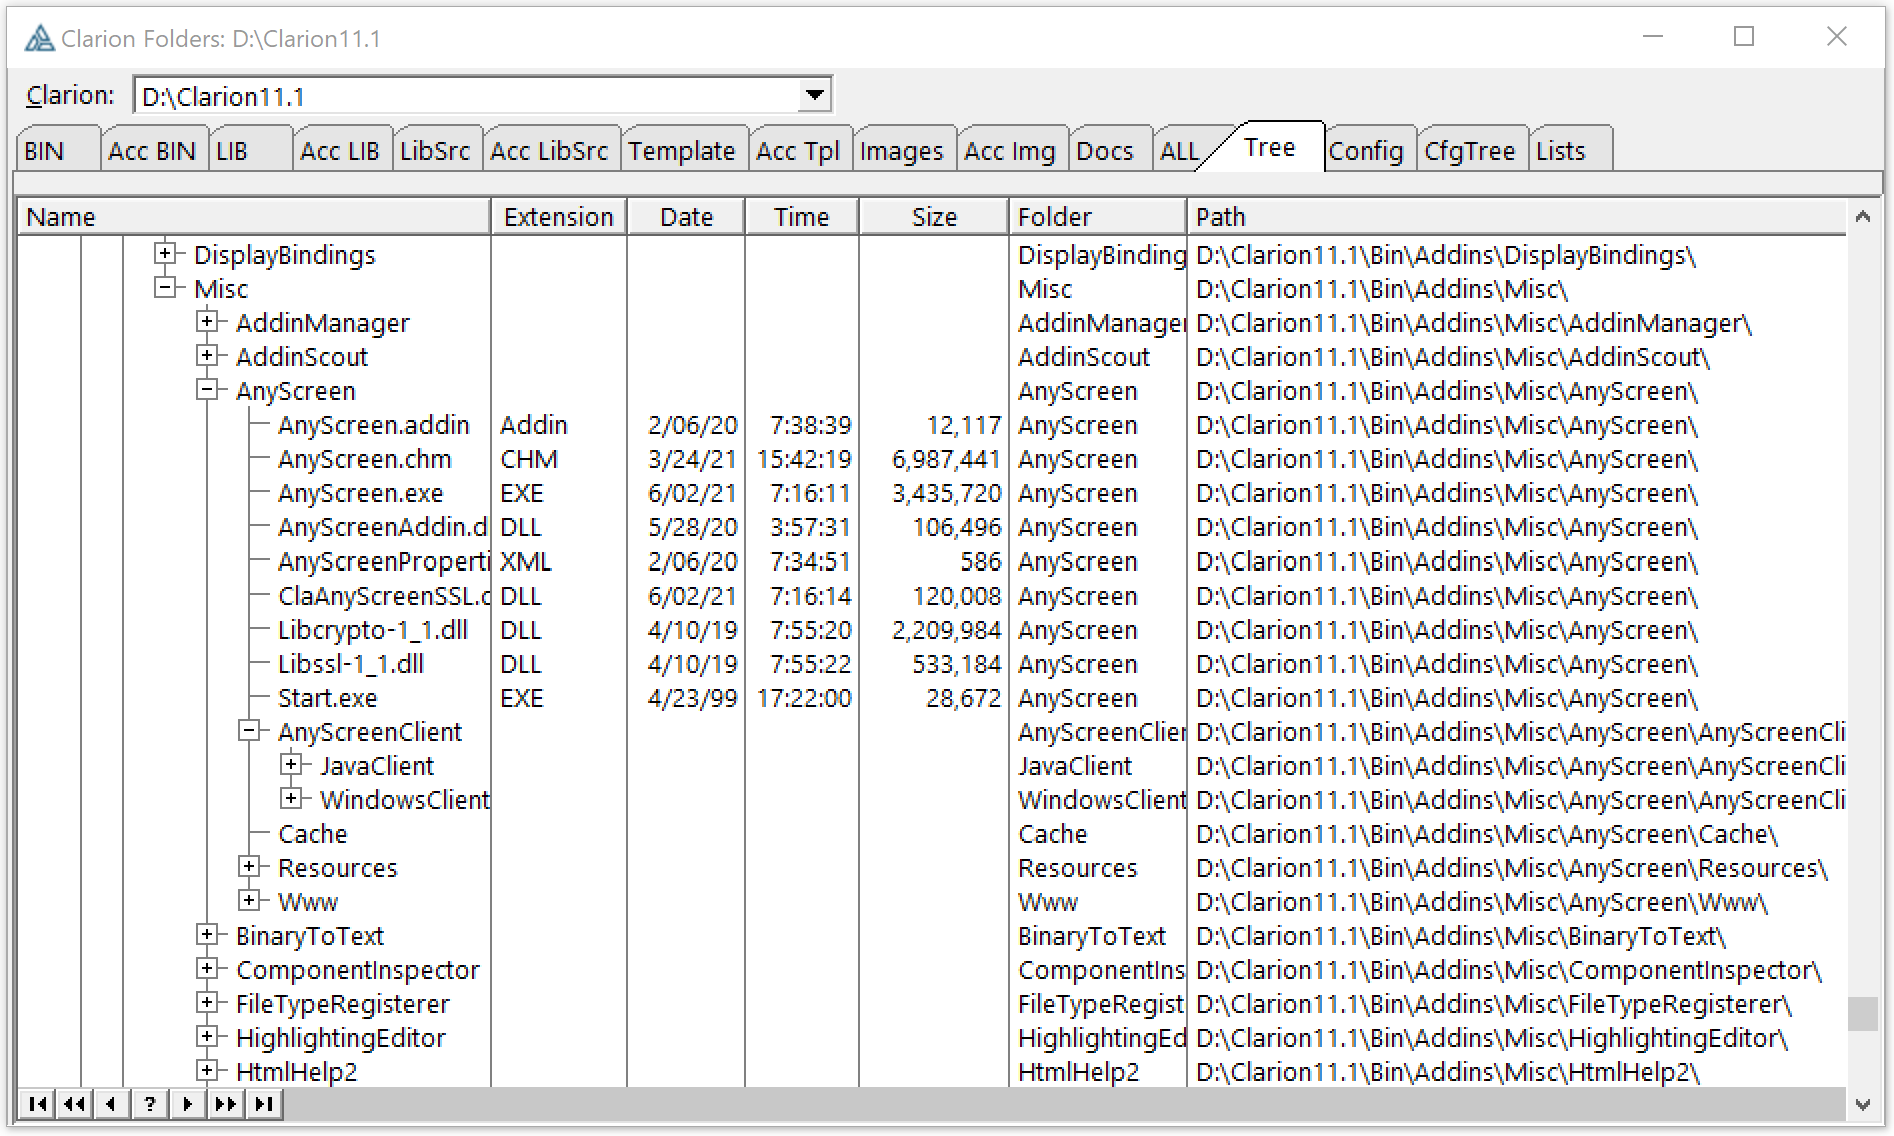 Clarion Folders: D:\Clarion11.1
Clarion: D:\Clarion11.1
BIN Acc BIN LIB Acc LIB LibSrc Acc LibSrc Template Acc Tpl Images Acc Img Docs ALL Tree Config CfgTree Lists
Name Extension Date Time Size Folder Path
DisplayBindings DisplayBinding D:\Clarion11.1\Bin\Addins\DisplayBindings\
Misc Misc D:\Clarion11.1\Bin\Addins\Misc\
AddinManager AddinManager D:\Clarion11.1\Bin\Addins\Misc\AddinManager\
AddinScout AddinScout D:\Clarion11.1\Bin\Addins\Misc\AddinScout\
AnyScreen AnyScreen D:\Clarion11.1\Bin\Addins\Misc\AnyScreen\
AnyScreen.addin Addin 2/06/20 7:38:39 12,117 AnyScreen D:\Clarion11.1\Bin\Addins\Misc\AnyScreen\
AnyScreen.chm CHM 3/24/21 15:42:19 6,987,441 AnyScreen D:\Clarion11.1\Bin\Addins\Misc\AnyScreen\
AnyScreen.exe EXE 6/02/21 7:16:11 3,435,720 AnyScreen D:\Clarion11.1\Bin\Addins\Misc\AnyScreen\
AnyScreenAddin.d DLL 5/28/20 3:57:31 106,496 AnyScreen D:\Clarion11.1\Bin\Addins\Misc\AnyScreen\
AnyScreenProperti XML 2/06/20 7:34:51 586 AnyScreen D:\Clarion11.1\Bin\Addins\Misc\AnyScreen\
ClaAnyScreenSSL.d DLL 6/02/21 7:16:14 120,008 AnyScreen D:\Clarion11.1\Bin\Addins\Misc\AnyScreen\
Libcrypto-1_1.dll DLL 4/10/19 7:55:20 2,209,984 AnyScreen D:\Clarion11.1\Bin\Addins\Misc\AnyScreen\
Libssl-1_1.dll DLL 4/10/19 7:55:22 533,184 AnyScreen D:\Clarion11.1\Bin\Addins\Misc\AnyScreen\
Start.exe EXE 4/23/99 17:22:00 28,672 AnyScreen D:\Clarion11.1\Bin\Addins\Misc\AnyScreen\
AnyScreenClient AnyScreenClien D:\Clarion11.1\Bin\Addins\Misc\AnyScreen\AnyScreenCli
JavaClient JavaClient D:\Clarion11.1\Bin\Addins\Misc\AnyScreen\AnyScreenCli
WindowsClient WindowsClient D:\Clarion11.1\Bin\Addins\Misc\AnyScreen\AnyScreenCli
Cache Cache D:\Clarion11.1\Bin\Addins\Misc\AnyScreen\Cache\
Resources Resources D:\Clarion11.1\Bin\Addins\Misc\AnyScreen\Resources\
Www Www D:\Clarion11.1\Bin\Addins\Misc\AnyScreen\Www\
BinaryToText BinaryToText D:\Clarion11.1\Bin\Addins\Misc\BinaryToText\
ComponentInspector ComponentIns D:\Clarion11.1\Bin\Addins\Misc\ComponentInspector\
FileTypeRegisterer FileTypeRegist D:\Clarion11.1\Bin\Addins\Misc\FileTypeRegisterer\
HighlightingEditor HighlightingEd D:\Clarion11.1\Bin\Addins\Misc\HighlightingEditor\
HtmlHelp2 HtmlHelp2 D:\Clarion11.1\Bin\Addins\Misc\HtmlHelp2\
?